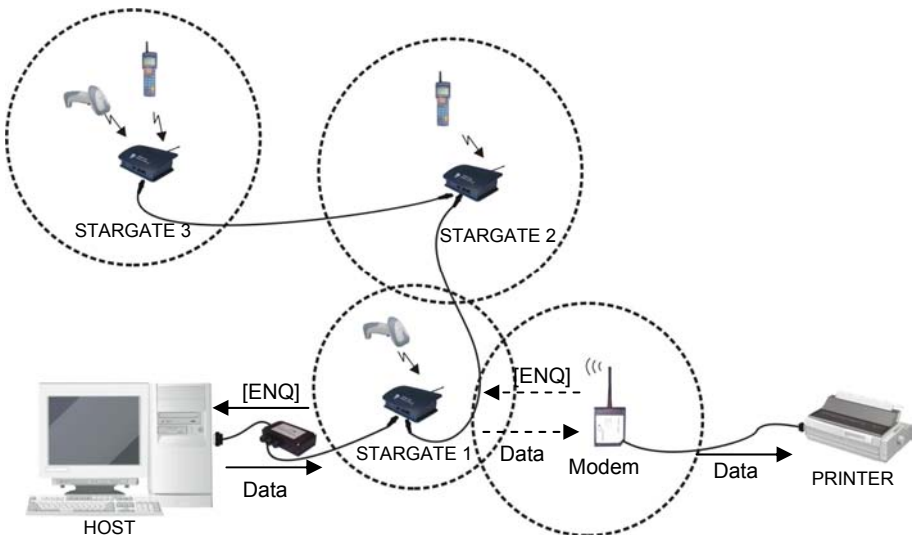 STARGATE 3
STARGATE 2
[ENQ]
[ENQ]
STARGATE 1
Data
Data
Modem
Data
PRINTER
HOST